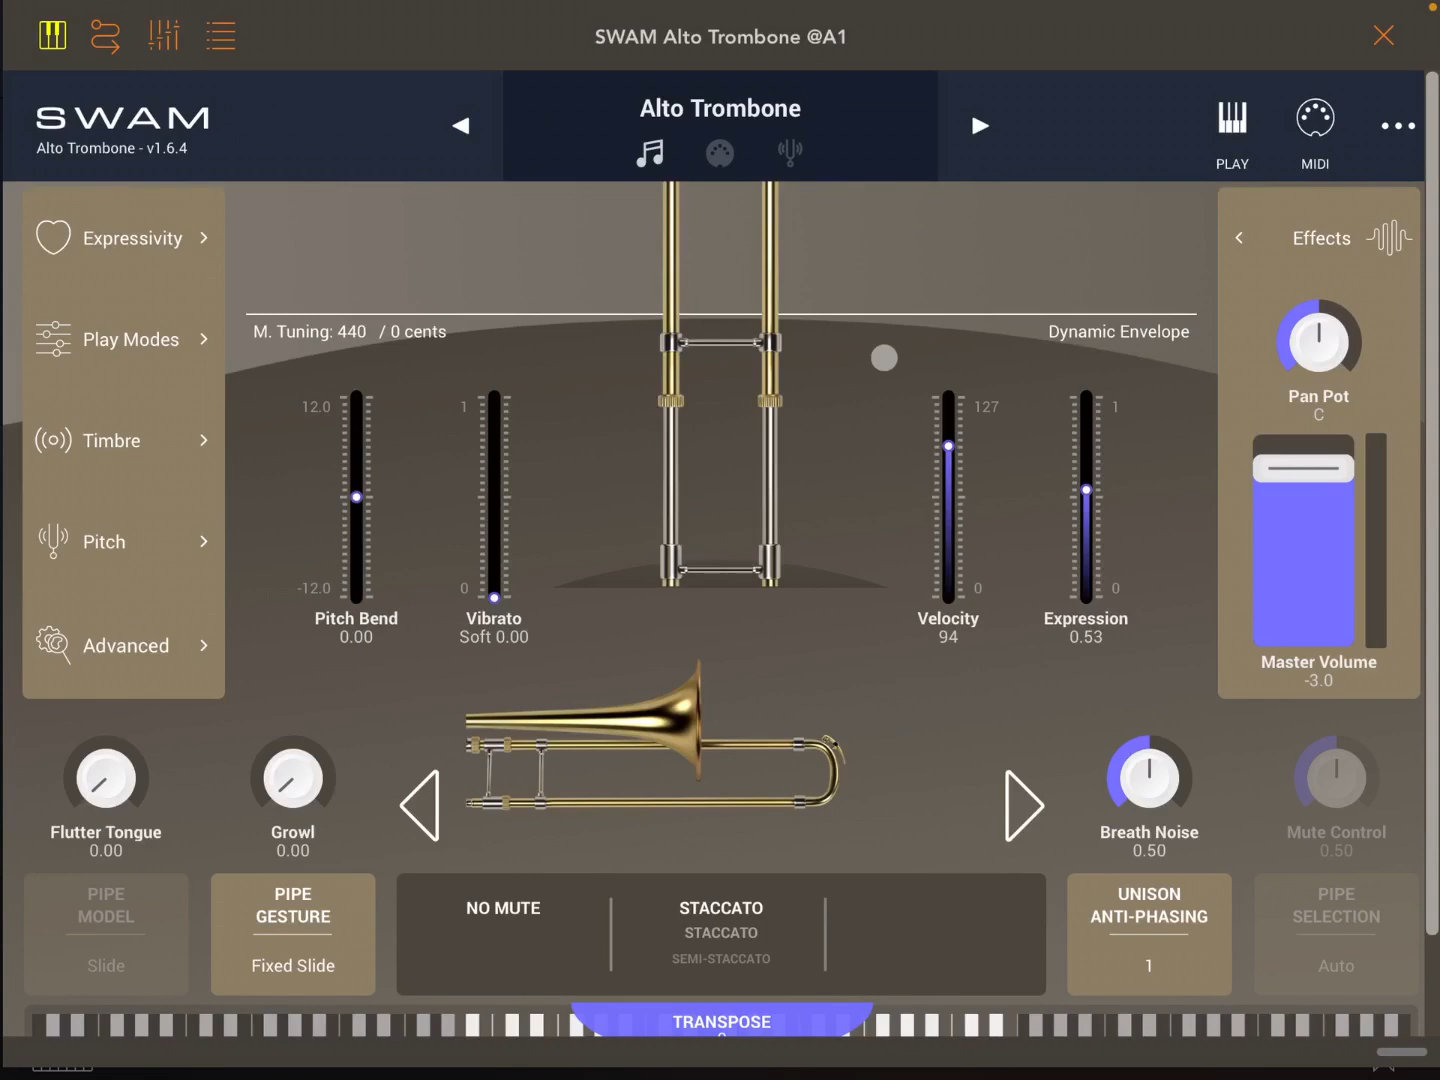 SWAM Alto Trombone @A1
SWAM
Alto Trombone - v1.6.4
Alto Trombone
PLAY
MIDI
Expressivity
Play Modes
Timbre
Pitch
Advanced
Effects
M. Tuning: 440 / 0 cents
Dynamic Envelope
12.0
-12.0
Pitch Bend
0.00
1
0
Vibrato
Soft 0.00
127
0
Velocity
94
1
0
Expression
0.53
Pan Pot
C
Master Volume
-3.0
Flutter Tongue
0.00
Growl
0.00
Breath Noise
0.50
Mute Control
0.50
PIPE
MODEL
Slide
PIPE
GESTURE
Fixed Slide
NO MUTE
STACCATO
STACCATO
SEMI-STACCATO
UNISON
ANTI-PHASING
1
PIPE
SELECTION
Auto
TRANSPOSE